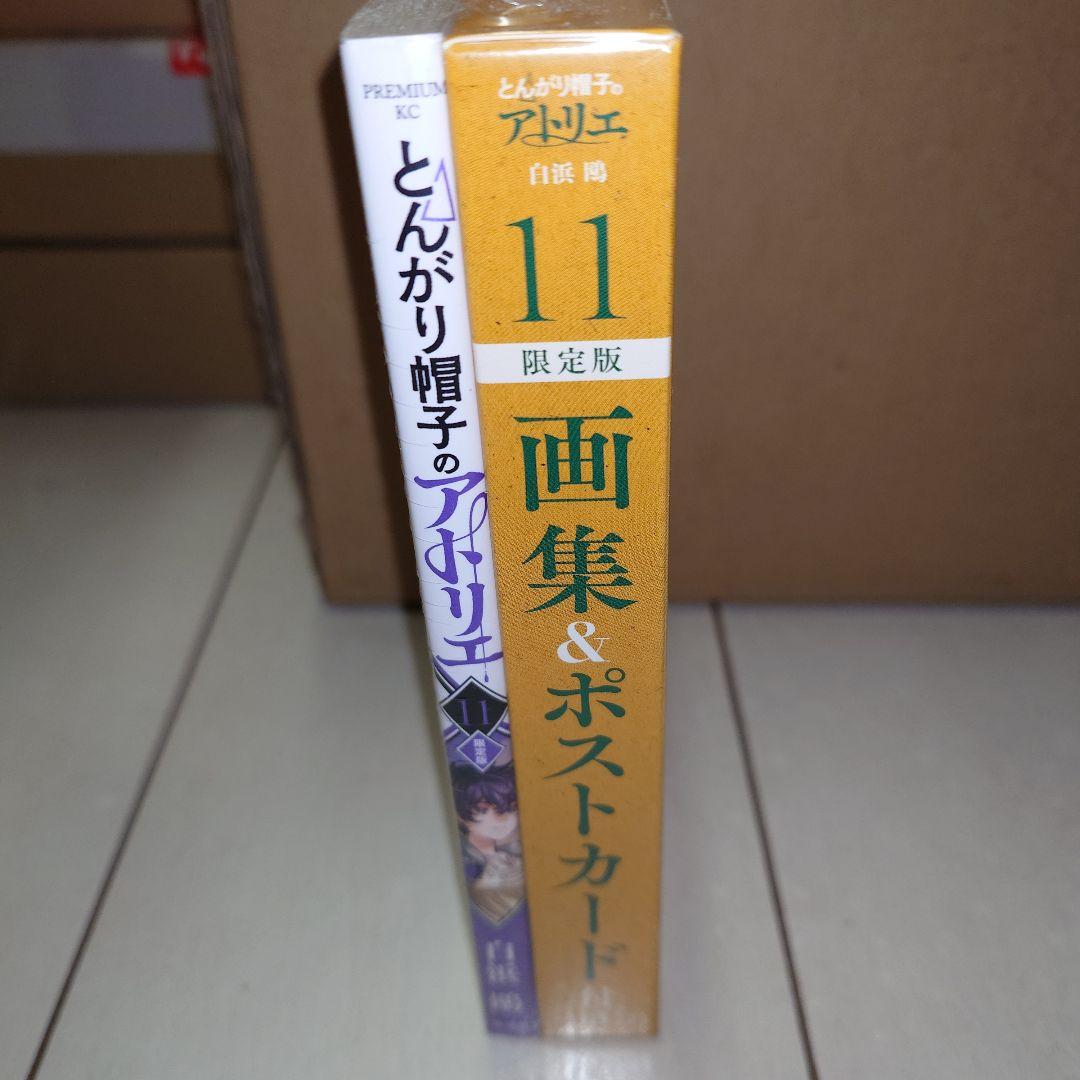 PREMIUM
KC
とんがり帽子のアトリエ
11
限定版
白浜 鴎
とんがり帽子の
アトリエ
白浜 鴎
11
限定版
画集&ポストカード付